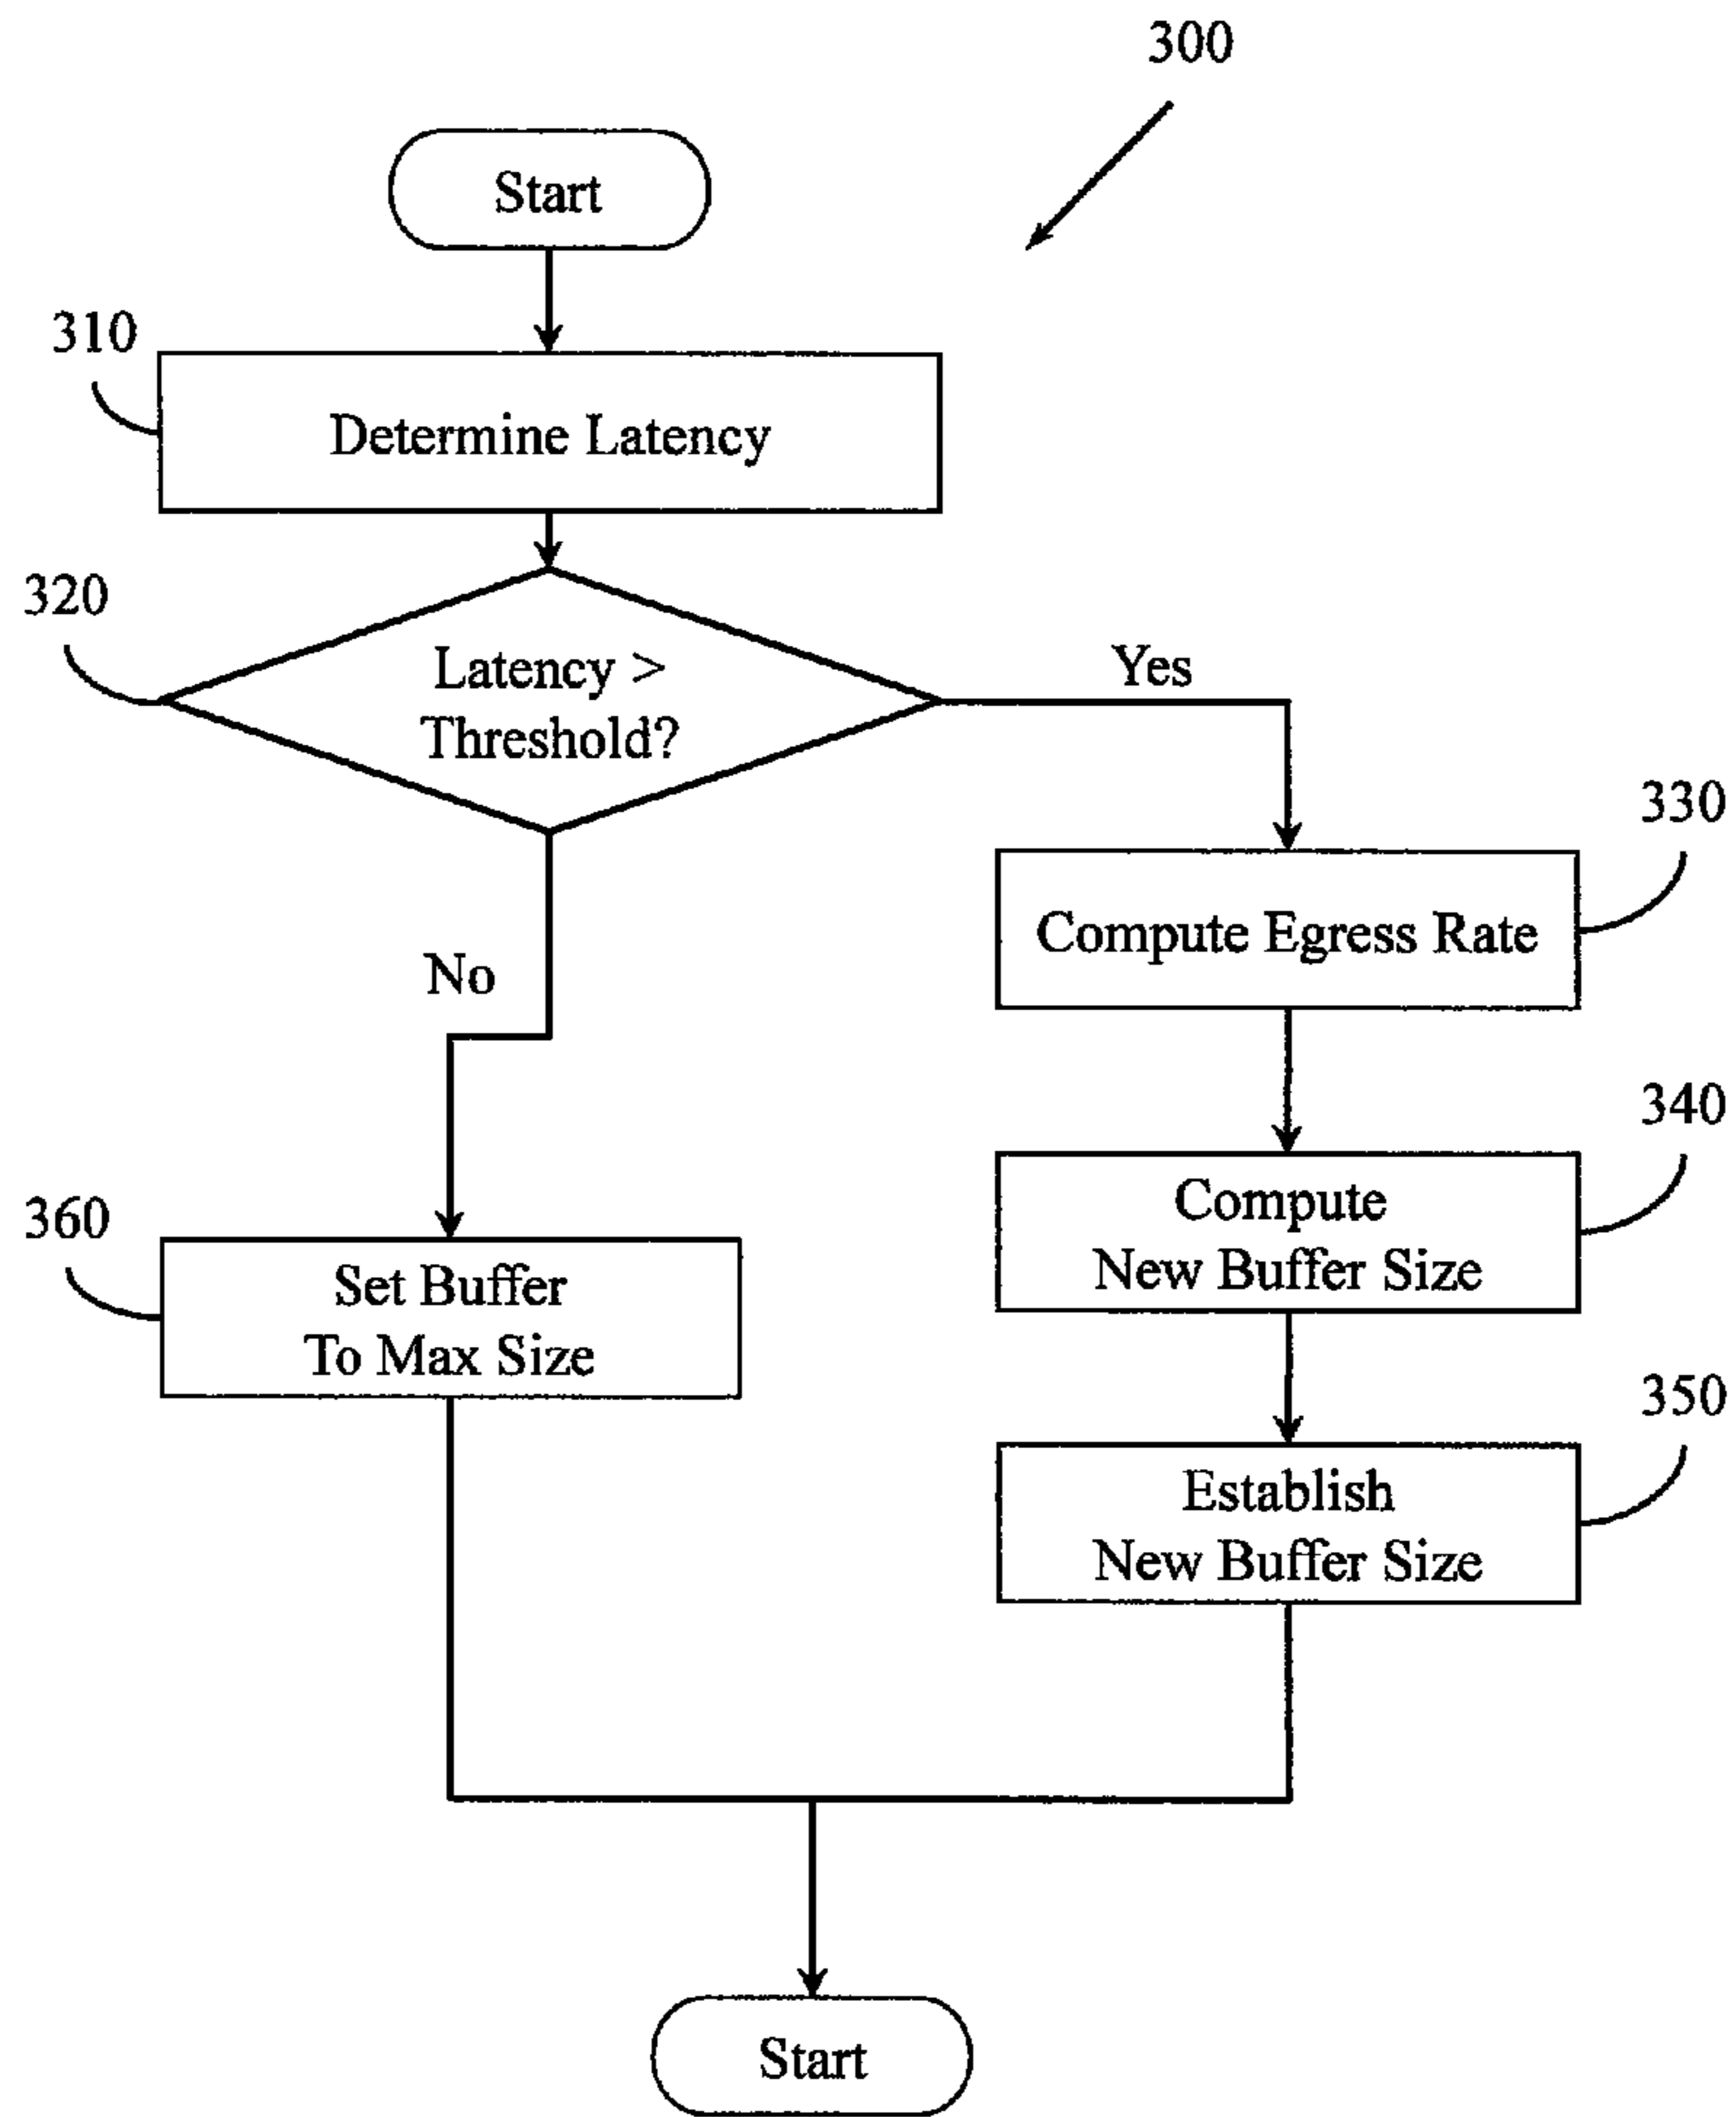 300
Start
310
Determine Latency
320
Latency >
Threshold?
Yes
330
Compute Egress Rate
No
340
Compute
New Buffer Size
360
Set Buffer
To Max Size
350
Establish
New Buffer Size
Start